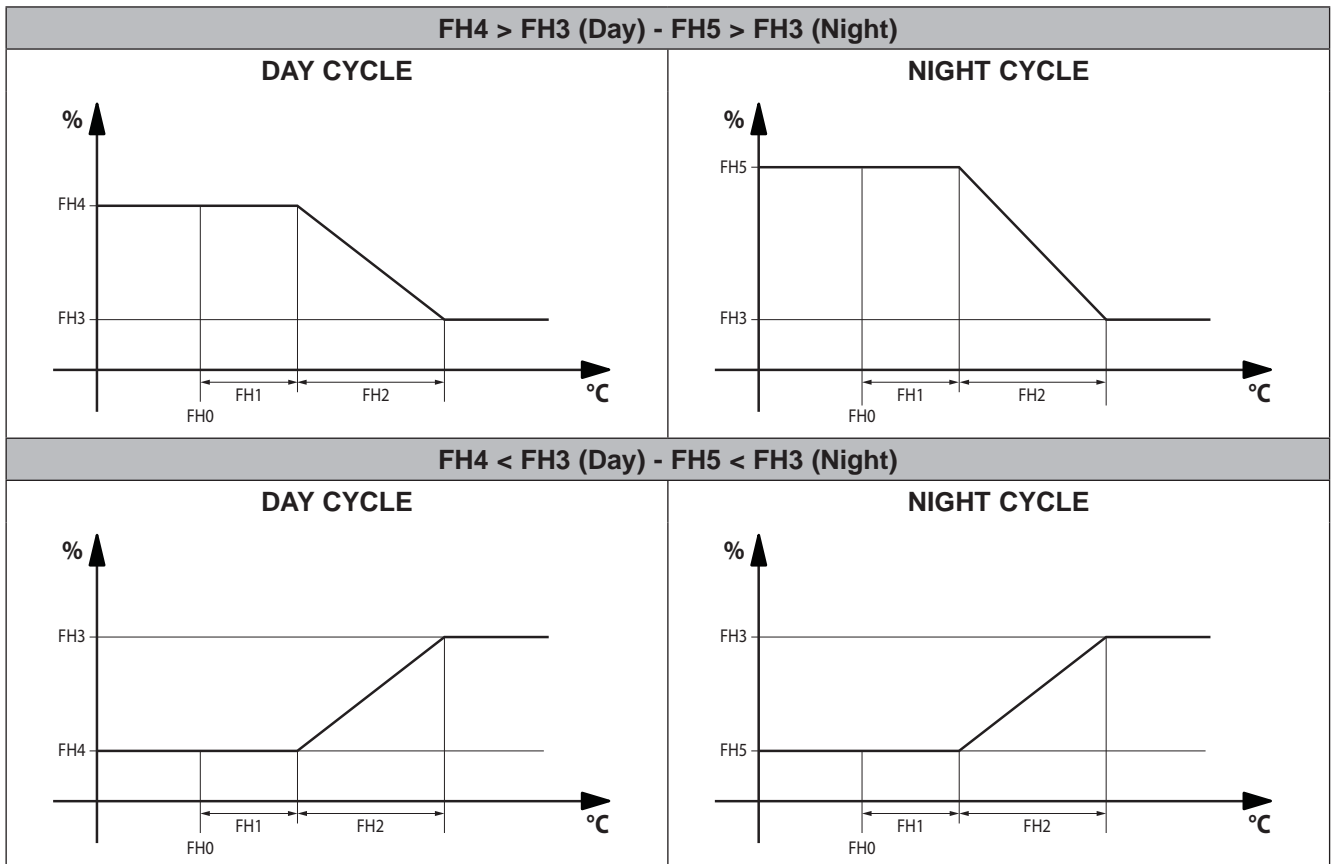 FH4 > FH3 (Day) - FH5 > FH3 (Night)
DAY CYCLE
%
FH4
FH3
FH1
FH2
°C
FH0
NIGHT CYCLE
%
FH5
FH3
FH1
FH2
°C
FH0
FH4 < FH3 (Day) - FH5 < FH3 (Night)
DAY CYCLE
%
FH3
FH4
FH1
FH2
°C
FH0
NIGHT CYCLE
%
FH3
FH5
FH1
FH2
°C
FH0